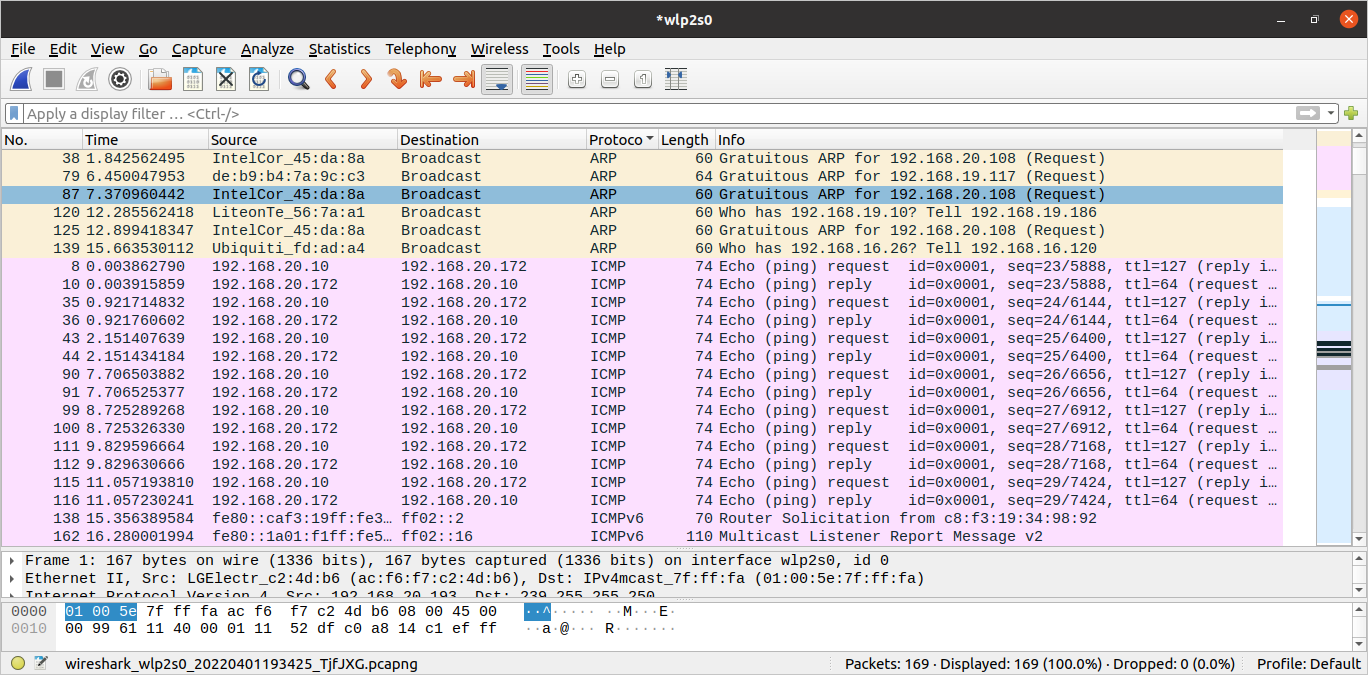 *wlp2s0
File Edit View Go Capture Analyze Statistics Telephony Wireless Tools Help
Apply a display filter … <Ctrl-/>
No. Time Source Destination Protoco Length Info
38 1.842562495 IntelCor_45:da:8a Broadcast ARP 60 Gratuitous ARP for 192.168.20.108 (Request)
79 6.450047953 de:b9:b4:7a:9c:c3 Broadcast ARP 64 Gratuitous ARP for 192.168.19.117 (Request)
87 7.370960442 IntelCor_45:da:8a Broadcast ARP 60 Gratuitous ARP for 192.168.20.108 (Request)
120 12.285562418 LiteonTe_56:7a:a1 Broadcast ARP 60 Who has 192.168.19.10? Tell 192.168.19.186
125 12.899418347 IntelCor_45:da:8a Broadcast ARP 60 Gratuitous ARP for 192.168.20.108 (Request)
139 15.663530112 Ubiquiti_fd:ad:a4 Broadcast ARP 60 Who has 192.168.16.26? Tell 192.168.16.120
8 0.003862790 192.168.20.10 192.168.20.172 ICMP 74 Echo (ping) request id=0x0001, seq=23/5888, ttl=127 (reply i…
10 0.003915859 192.168.20.172 192.168.20.10 ICMP 74 Echo (ping) reply id=0x0001, seq=23/5888, ttl=64 (request …
35 0.921714832 192.168.20.10 192.168.20.172 ICMP 74 Echo (ping) request id=0x0001, seq=24/6144, ttl=127 (reply i…
36 0.921760602 192.168.20.172 192.168.20.10 ICMP 74 Echo (ping) reply id=0x0001, seq=24/6144, ttl=64 (request …
43 2.151407639 192.168.20.10 192.168.20.172 ICMP 74 Echo (ping) request id=0x0001, seq=25/6400, ttl=127 (reply i…
44 2.151434184 192.168.20.172 192.168.20.10 ICMP 74 Echo (ping) reply id=0x0001, seq=25/6400, ttl=64 (request …
90 7.706503882 192.168.20.10 192.168.20.172 ICMP 74 Echo (ping) request id=0x0001, seq=26/6656, ttl=127 (reply i…
91 7.706525377 192.168.20.172 192.168.20.10 ICMP 74 Echo (ping) reply id=0x0001, seq=26/6656, ttl=64 (request …
99 8.725289268 192.168.20.10 192.168.20.172 ICMP 74 Echo (ping) request id=0x0001, seq=27/6912, ttl=127 (reply i…
100 8.725326330 192.168.20.172 192.168.20.10 ICMP 74 Echo (ping) reply id=0x0001, seq=27/6912, ttl=64 (request …
111 9.829596664 192.168.20.10 192.168.20.172 ICMP 74 Echo (ping) request id=0x0001, seq=28/7168, ttl=127 (reply i…
112 9.829630666 192.168.20.172 192.168.20.10 ICMP 74 Echo (ping) reply id=0x0001, seq=28/7168, ttl=64 (request …
115 11.057193810 192.168.20.10 192.168.20.172 ICMP 74 Echo (ping) request id=0x0001, seq=29/7424, ttl=127 (reply i…
116 11.057230241 192.168.20.172 192.168.20.10 ICMP 74 Echo (ping) reply id=0x0001, seq=29/7424, ttl=64 (request …
138 15.356389584 fe80::caf3:19ff:fe3… ff02::2 ICMPv6 70 Router Solicitation from c8:f3:19:34:98:92
162 16.280001994 fe80::1a01:f1ff:fe5… ff02::16 ICMPv6 110 Multicast Listener Report Message v2
Frame 1: 167 bytes on wire (1336 bits), 167 bytes captured (1336 bits) on interface wlp2s0, id 0
Ethernet II, Src: LGElectr_c2:4d:b6 (ac:f6:f7:c2:4d:b6), Dst: IPv4mcast_7f:ff:fa (01:00:5e:7f:ff:fa)
Internet Protocol Version 4, Src: 192.168.20.193, Dst: 239.255.255.250
0000 01 00 5e 7f ff fa ac f6 f7 c2 4d b6 08 00 45 00 ··^····· ··M···E·
0010 00 99 61 11 40 00 01 11 52 df c0 a8 14 c1 ef ff ··a·@··· R·······
wireshark_wlp2s0_20220401193425_TjfJXG.pcapng Packets: 169 · Displayed: 169 (100.0%) · Dropped: 0 (0.0%) Profile: Default